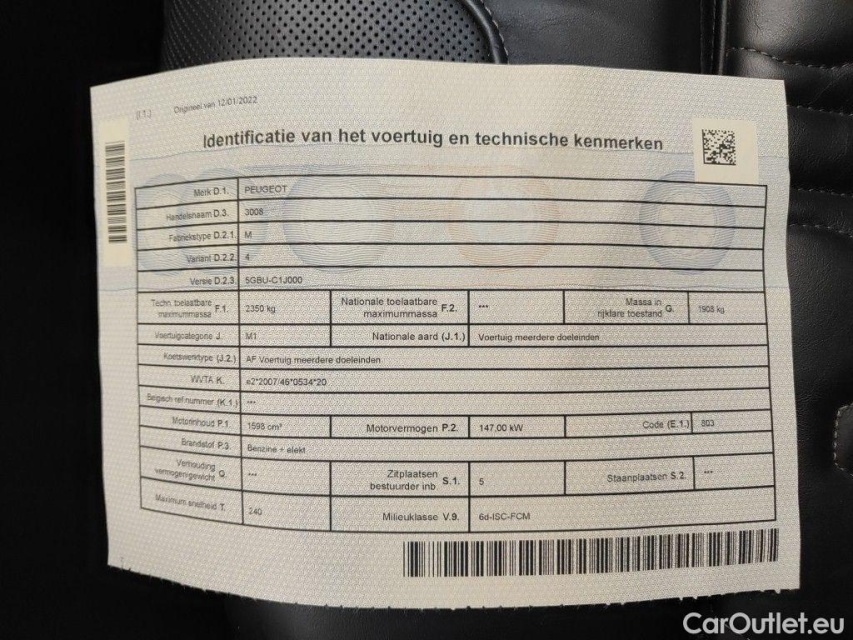 (I.1.) Origineel van 12/01/2022
Identificatie van het voertuig en technische kenmerken
Merk D.1. PEUGEOT
Handelsnaam D.3. 3008
Fabriekstype D.2.1. M
Variant D.2.2. 4
Versie D.2.3. 5GBU-C1J000
Techn. toelaatbare maximummassa F.1. 2350 kg Nationale toelaatbare maximummassa F.2. --- Massa in rijklare toestand G. 1908 kg
Voertuigcategorie J. M1 Nationale aard (J.1.) Voertuig meerdere doeleinden
Koetswerktype (J.2.) AF Voertuig meerdere doeleinden
WVTA K. e2*2007/46*0534*20
Belgisch ref.nummer (K.1.) ---
Motorinhoud P.1. 1598 cm³ Motorvermogen P.2. 147,00 kW Code (E.1.) 803
Brandstof P.3. Benzine + elekt
Verhouding vermogen/gewicht Q. --- Zitplaatsen bestuurder inb. S.1. 5 Staanplaatsen S.2. ---
Maximum snelheid T. 240 Milieuklasse V.9. 6d-ISC-FCM
CarOutlet.eu